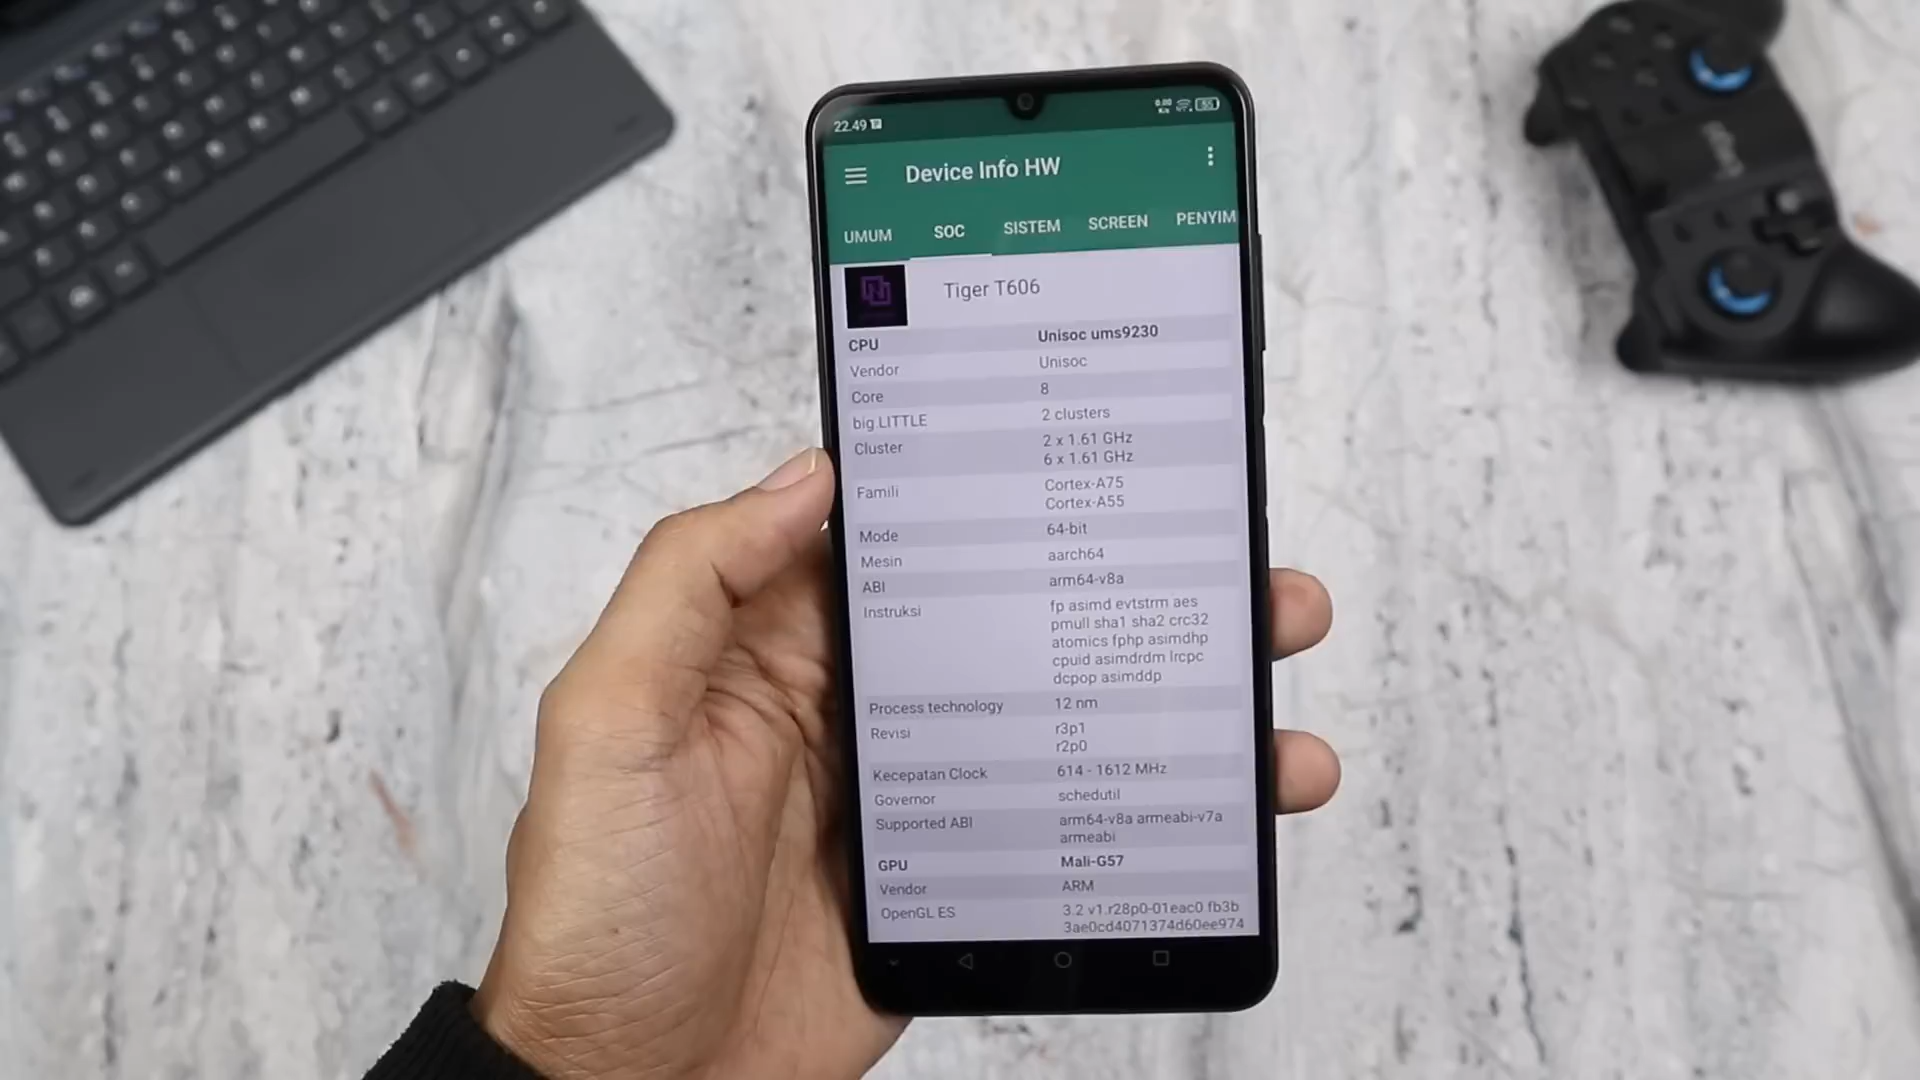 22.49
0.00
K/s
55
Device Info HW
UMUM SOC SISTEM SCREEN PENYIM
Tiger T606
CPU Unisoc ums9230
Vendor Unisoc
Core 8
big.LITTLE 2 clusters
Cluster 2 x 1.61 GHz
6 x 1.61 GHz
Famili Cortex-A75
Cortex-A55
Mode 64-bit
Mesin aarch64
ABI arm64-v8a
Instruksi fp asimd evtstrm aes
pmull sha1 sha2 crc32
atomics fphp asimdhp
cpuid asimdrdm lrcpc
dcpop asimddp
Process technology 12 nm
Revisi r3p1
r2p0
Kecepatan Clock 614 - 1612 MHz
Governor schedutil
Supported ABI arm64-v8a armeabi-v7a
armeabi
GPU Mali-G57
Vendor ARM
OpenGL ES 3.2 v1.r28p0-01eac0 fb3b
3ae0cd4071374d60ee974